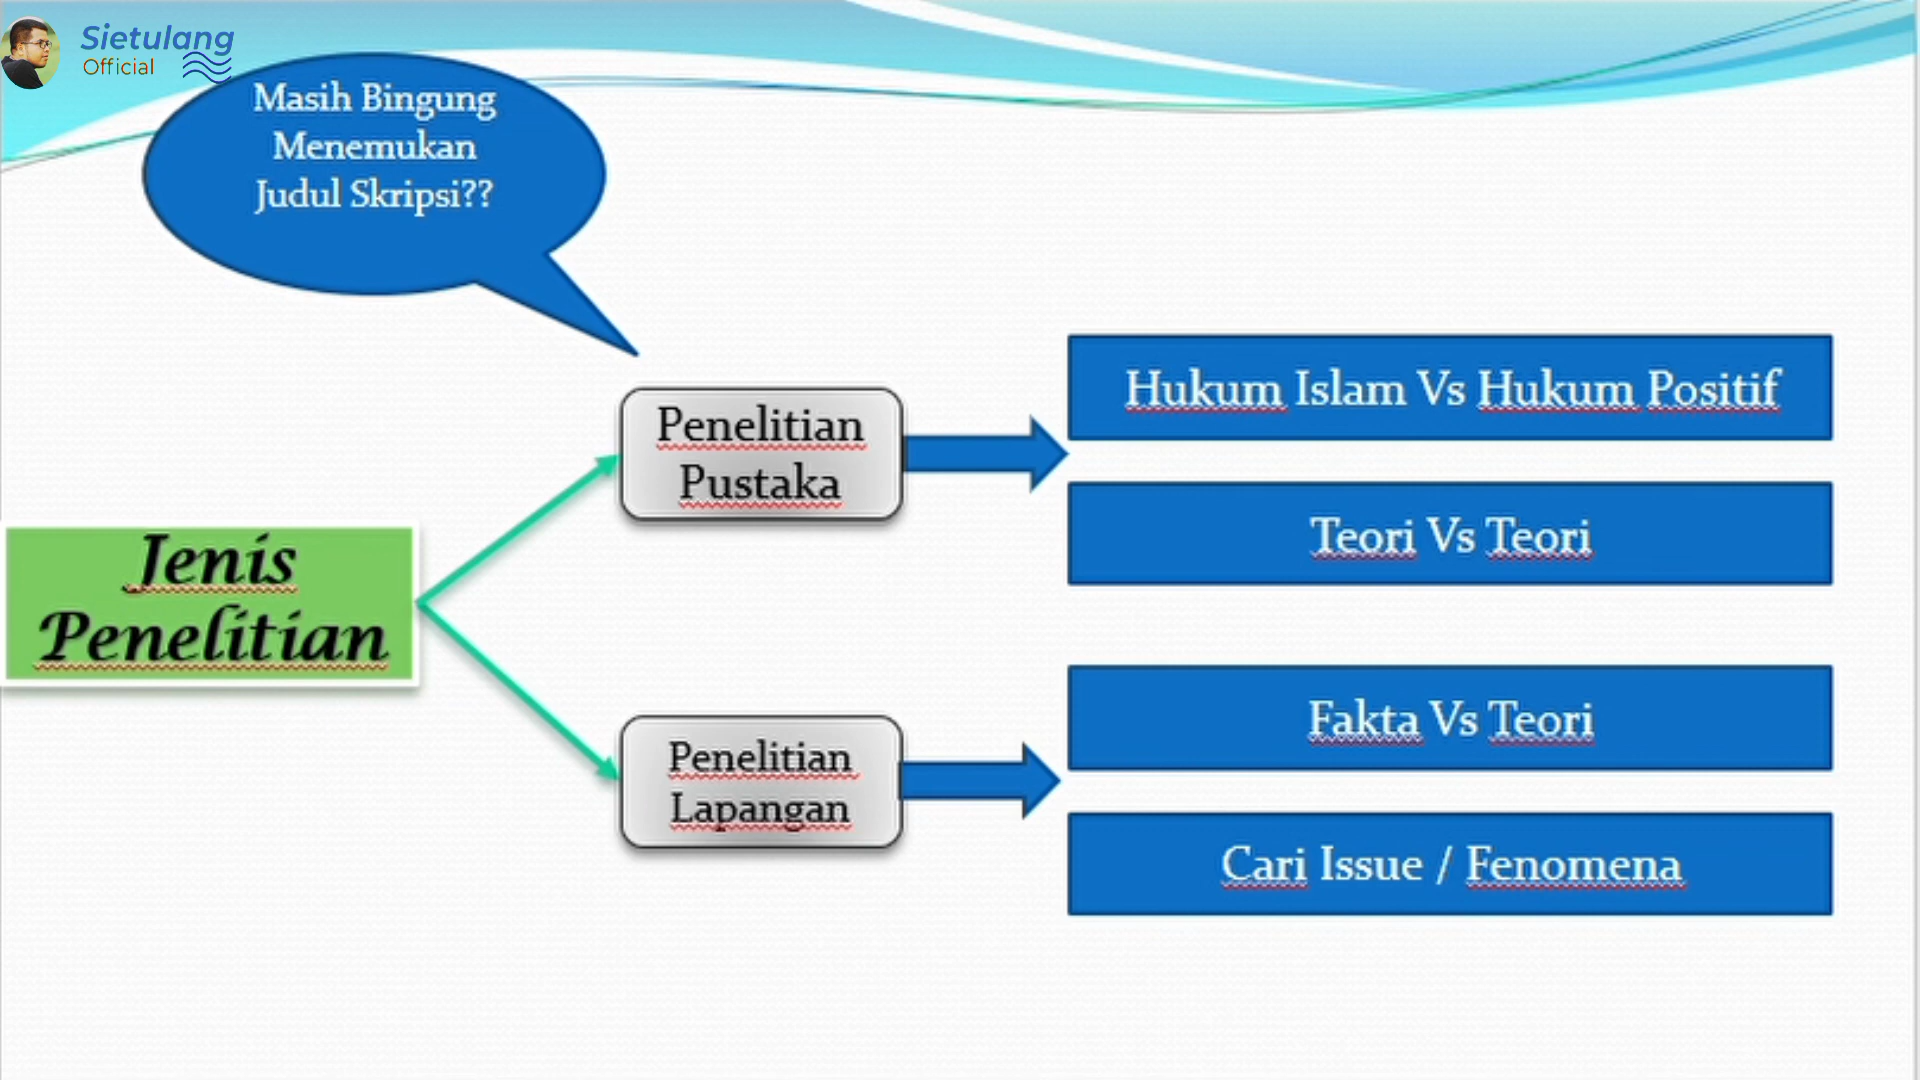 Sietulang
Official
Masih Bingung
Menemukan
Judul Skripsi??
Jenis
Penelitian
Penelitian
Pustaka
Hukum Islam Vs Hukum Positif
Teori Vs Teori
Penelitian
Lapangan
Fakta Vs Teori
Cari Issue / Fenomena